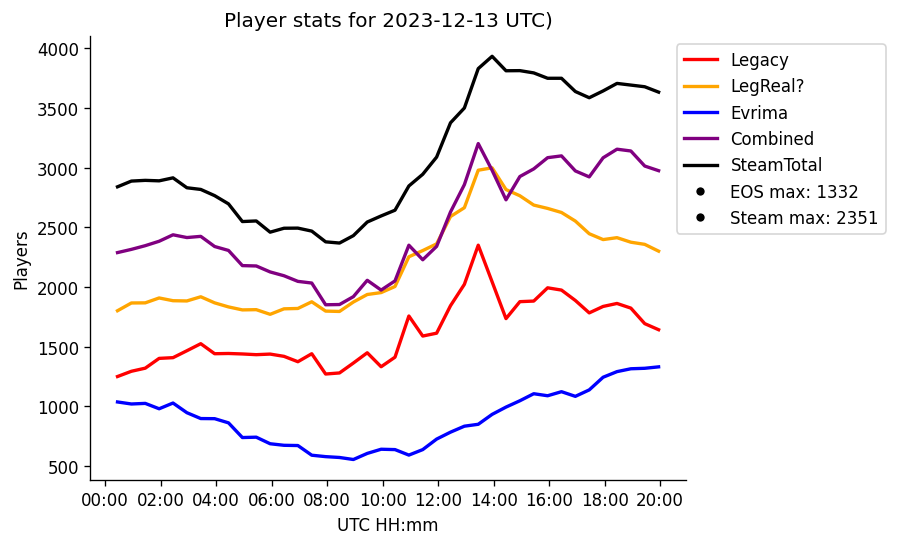 Player stats for 2023-12-13 UTC)
4000
3500
3000
2500
2000
1500
1000
500
Players
00:00 02:00 04:00 06:00 08:00 10:00 12:00 14:00 16:00 18:00 20:00
UTC HH:mm
Legacy
LegReal?
Evrima
Combined
SteamTotal
EOS max: 1332
Steam max: 2351